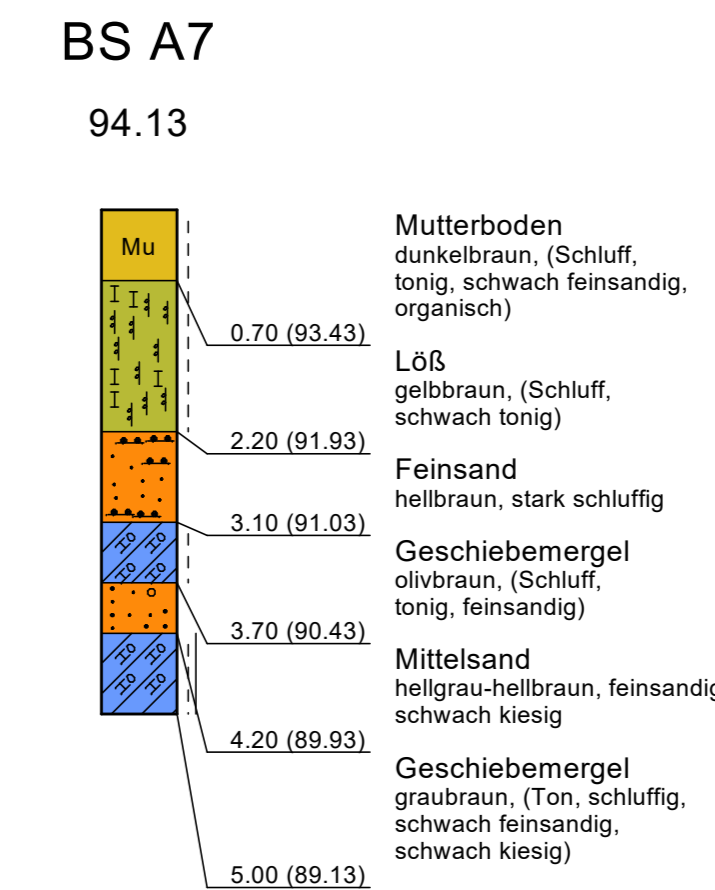 BS A7
94.13
Mu
Mutterboden
dunkelbraun, (Schluff,
tonig, schwach feinsandig,
organisch)
0.70 (93.43)
Löß
gelbbraun, (Schluff,
schwach tonig)
2.20 (91.93)
Feinsand
hellbraun, stark schluffig
3.10 (91.03)
Geschiebemergel
olivbraun, (Schluff,
tonig, feinsandig)
3.70 (90.43)
Mittelsand
hellgrau-hellbraun, feinsandig
schwach kiesig
4.20 (89.93)
Geschiebemergel
graubraun, (Ton, schluffig,
schwach feinsandig,
schwach kiesig)
5.00 (89.13)